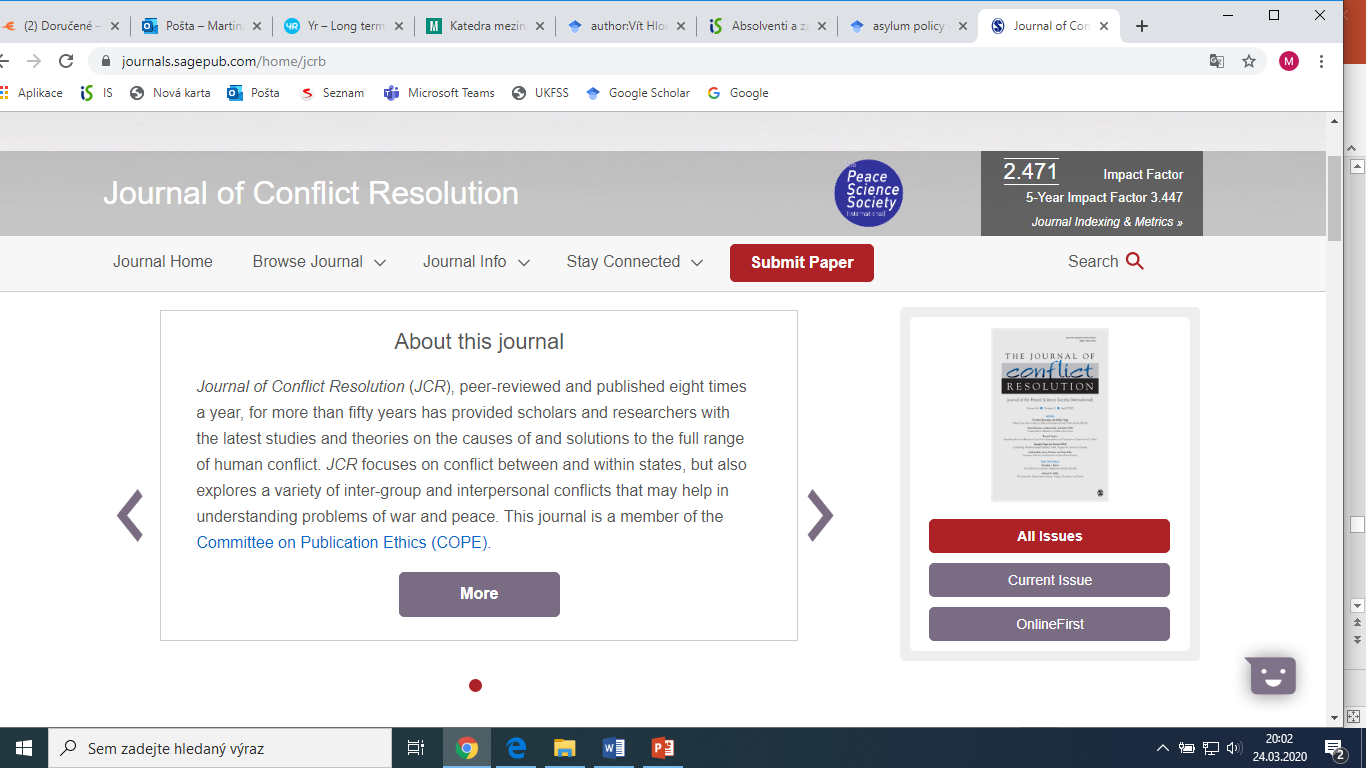 (2) Doručené –
Pošta – Martin
Yr – Long term
Katedra mezin
author:Vít Hlou
Absolventi a zá
asylum policy
Journal of Con
journals.sagepub.com/home/jcrb
M
Aplikace
IS
Nová karta
Pošta
Seznam
Microsoft Teams
UKFSS
Google Scholar
Google
Journal of Conflict Resolution
The
Peace
Science
Society
(International)
2.471
Impact Factor
5-Year Impact Factor 3.447
Journal Indexing & Metrics »
Journal Home
Browse Journal
Journal Info
Stay Connected
Submit Paper
Search
About this journal
Journal of Conflict Resolution (JCR), peer-reviewed and published eight times
a year, for more than fifty years has provided scholars and researchers with
the latest studies and theories on the causes of and solutions to the full range
of human conflict. JCR focuses on conflict between and within states, but also
explores a variety of inter-group and interpersonal conflicts that may help in
understanding problems of war and peace. This journal is a member of the
Committee on Publication Ethics (COPE).
More
THE JOURNAL OF
conflict
RESOLUTION
Journal of the Peace Science Society (International)
All Issues
Current Issue
OnlineFirst
Sem zadejte hledaný výraz
20:02
24.03.2020
2